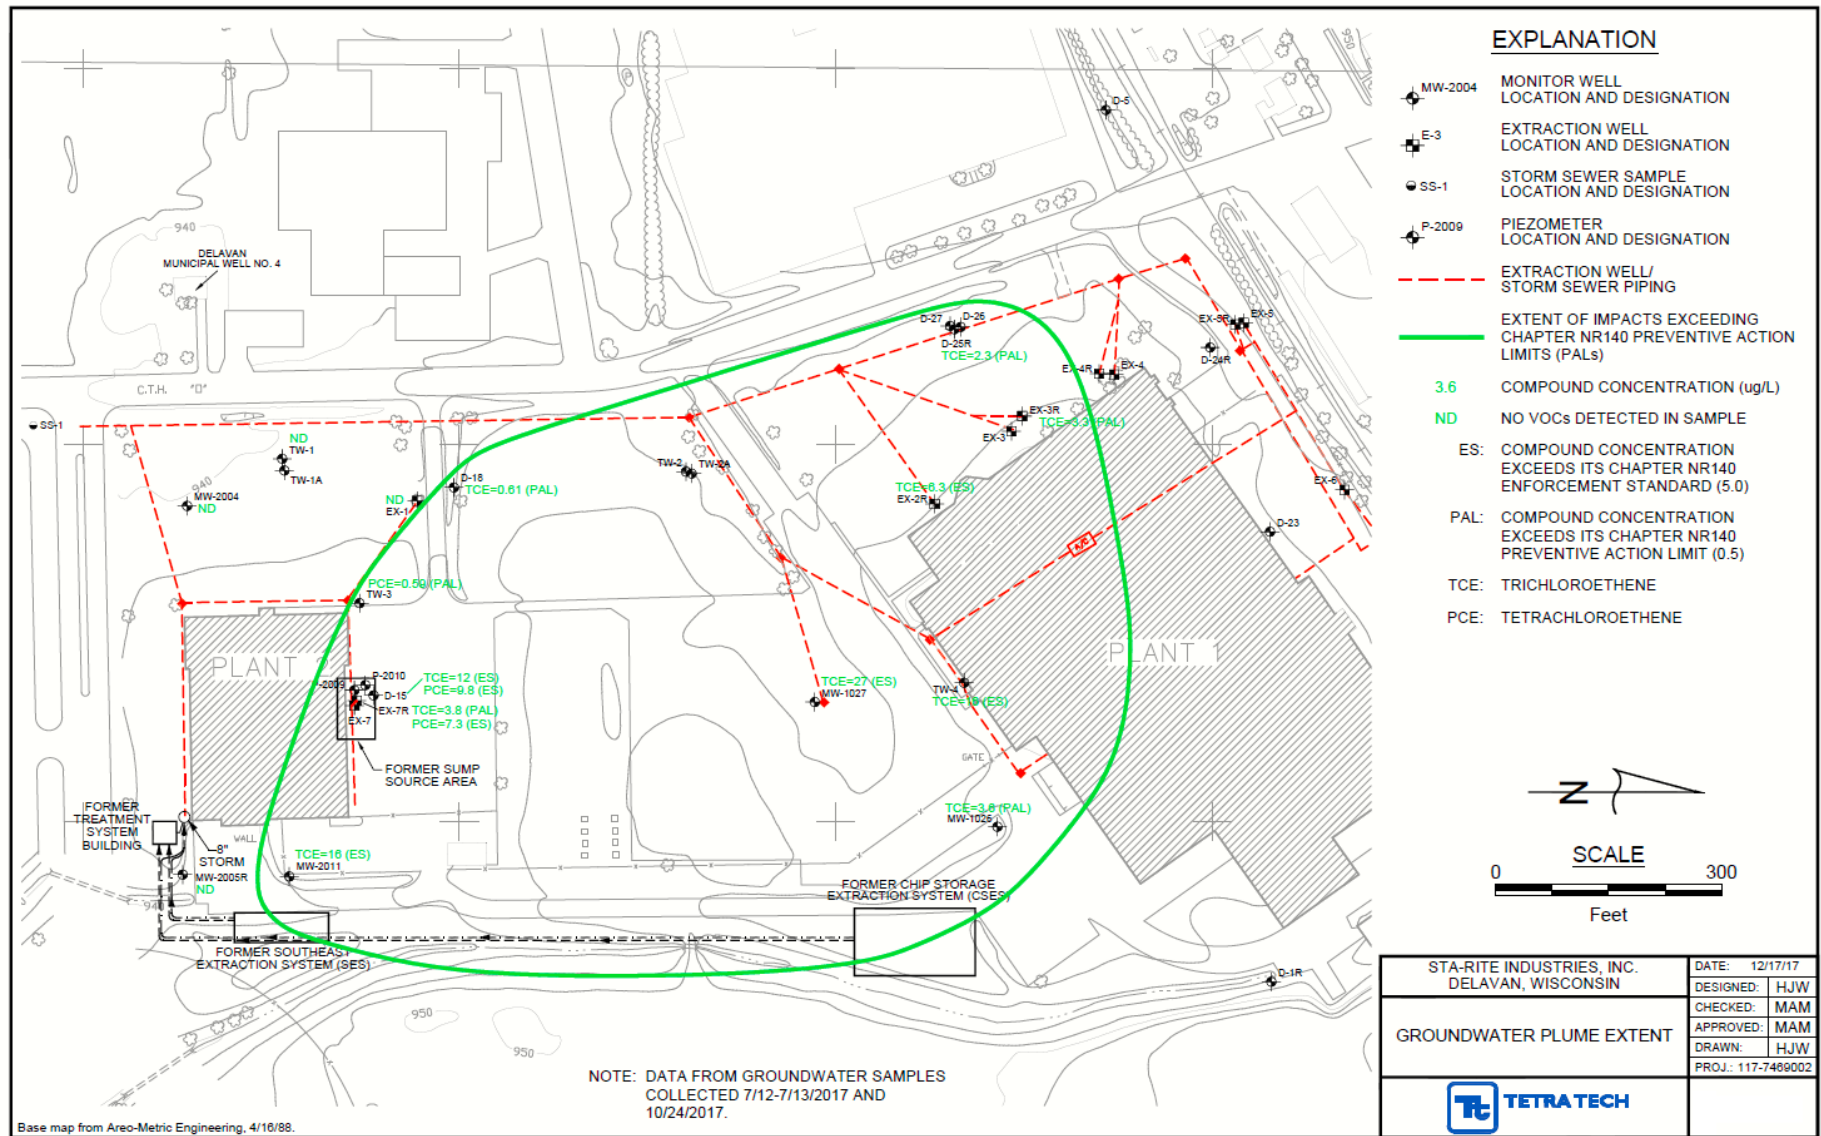 EXPLANATION
MW-2004
MONITOR WELL
LOCATION AND DESIGNATION
E-3
EXTRACTION WELL
LOCATION AND DESIGNATION
SS-1
STORM SEWER SAMPLE
LOCATION AND DESIGNATION
P-2009
PIEZOMETER
LOCATION AND DESIGNATION
EXTRACTION WELL/
STORM SEWER PIPING
EXTENT OF IMPACTS EXCEEDING
CHAPTER NR140 PREVENTIVE ACTION
LIMITS (PALs)
3.6 COMPOUND CONCENTRATION (ug/L)
ND NO VOCs DETECTED IN SAMPLE
ES: COMPOUND CONCENTRATION
EXCEEDS ITS CHAPTER NR140
ENFORCEMENT STANDARD (5.0)
PAL: COMPOUND CONCENTRATION
EXCEEDS ITS CHAPTER NR140
PREVENTIVE ACTION LIMIT (0.5)
TCE: TRICHLOROETHENE
PCE: TETRACHLOROETHENE
N
SCALE
0 300
Feet
950
D-5
940
DELAVAN
MUNICIPAL WELL NO. 4
C.T.H. "O"
SS-1
ND
TW-1
TW-1A
940
MW-2004
ND
ND
EX-1
D-18
TCE=0.61 (PAL)
TW-2
TW-2A
D-27
D-26
D-25R
TCE=2.3 (PAL)
EX-4R
EX-4
EX-5R
EX-5
D-24R
EX-3R
EX-3
TCE=3.3 (PAL)
TCE=6.3 (ES)
EX-2R
EX-6
D-23
A/C
PCE=0.59 (PAL)
TW-3
PLANT 2
PLANT 1
P-2010
P-2009
D-15
TCE=12 (ES)
PCE=9.8 (ES)
EX-7R
TCE=3.8 (PAL)
PCE=7.3 (ES)
EX-7
FORMER SUMP
SOURCE AREA
TCE=27 (ES)
MW-1027
TW-4
GATE
TCE=3.6 (PAL)
MW-1026
FORMER
TREATMENT
SYSTEM
BUILDING
8"
STORM
WALL
MW-2005R
ND
940
TCE=16 (ES)
MW-2011
FORMER CHIP STORAGE
EXTRACTION SYSTEM (CSES)
FORMER SOUTHEAST
EXTRACTION SYSTEM (SES)
D-1R
950
950
NOTE: DATA FROM GROUNDWATER SAMPLES
COLLECTED 7/12-7/13/2017 AND
10/24/2017.
Base map from Areo-Metric Engineering, 4/16/88.
STA-RITE INDUSTRIES, INC.
DELAVAN, WISCONSIN
GROUNDWATER PLUME EXTENT
DATE: 12/17/17
DESIGNED: HJW
CHECKED: MAM
APPROVED: MAM
DRAWN: HJW
PROJ.: 117-7469002
Tt TETRA TECH